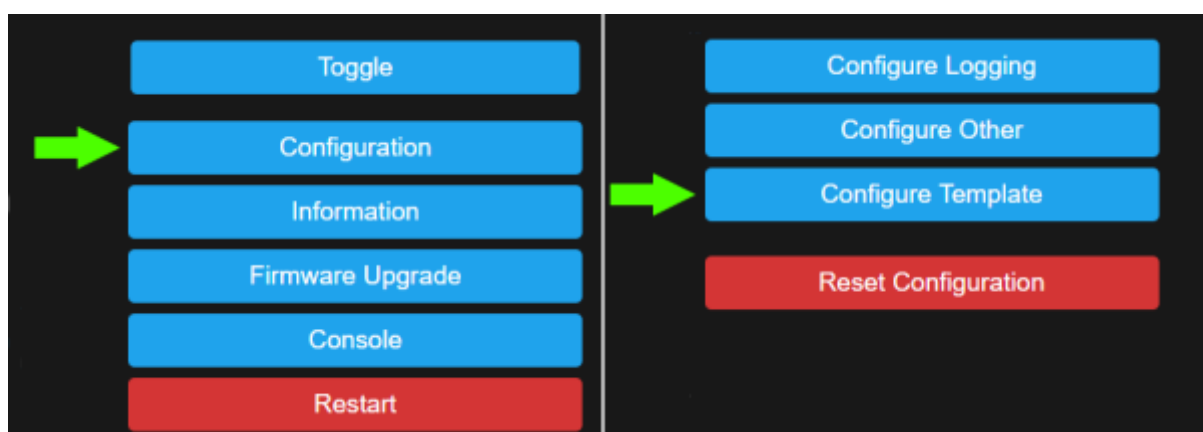 Toggle
Configuration
Information
Firmware Upgrade
Console
Restart
Configure Logging
Configure Other
Configure Template
Reset Configuration